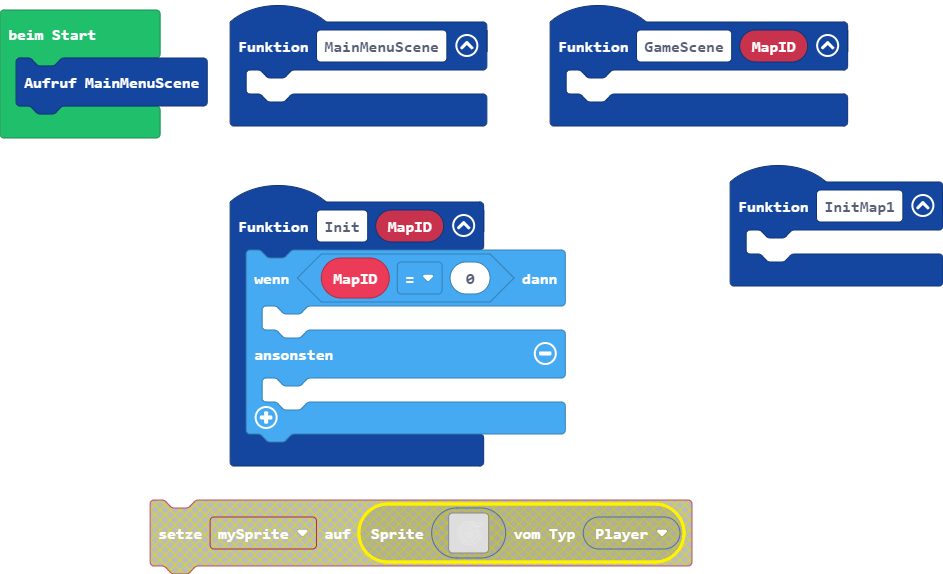 beim Start
Aufruf MainMenuScene
Funktion MainMenuScene
Funktion GameScene MapID
Funktion Init MapID
wenn MapID = 0 dann
ansonsten
Funktion InitMap1
setze mySprite auf Sprite vom Typ Player